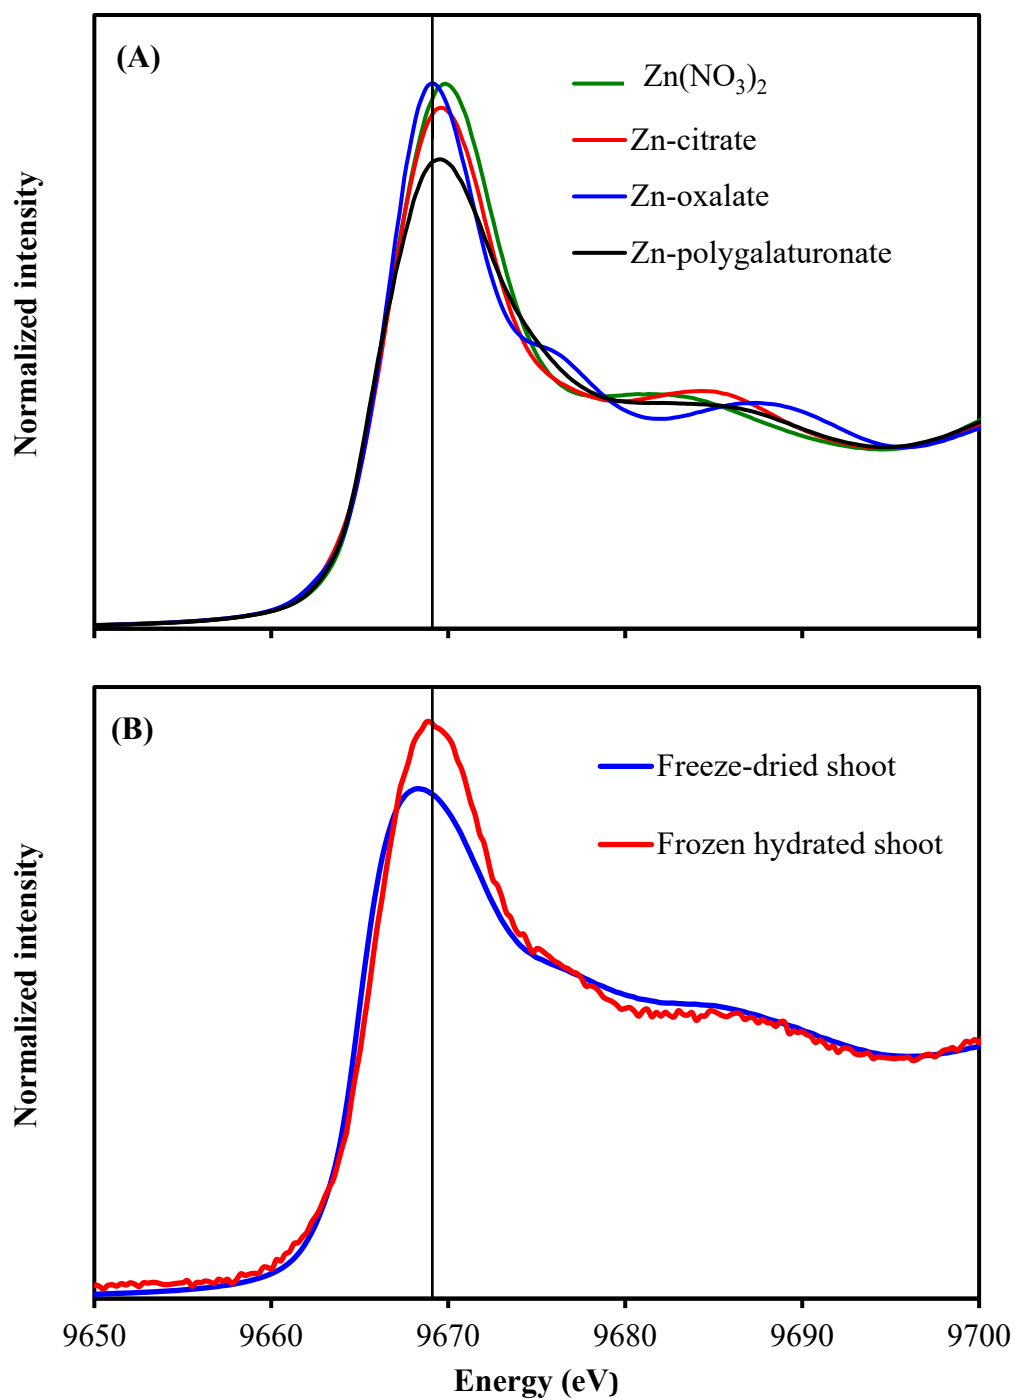 (A)
Zn(NO₃)₂
Zn-citrate
Zn-oxalate
Zn-polygalaturonate
Normalized intensity
(B)
Freeze-dried shoot
Frozen hydrated shoot
Normalized intensity
9650 9660 9670 9680 9690 9700
Energy (eV)